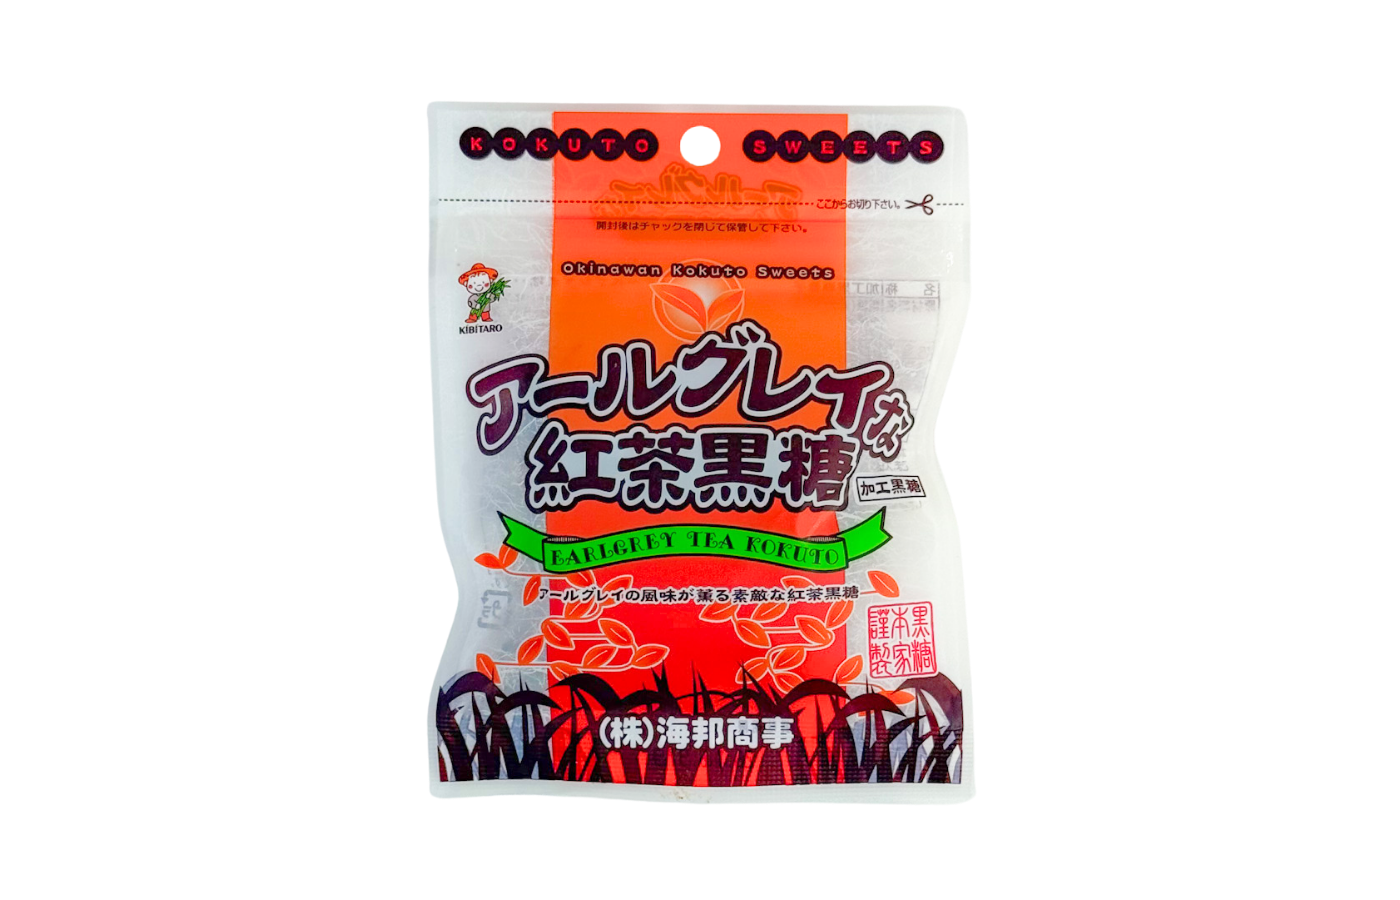 KOKUTO SWEETS
ここからお切り下さい。
開封後はチャックを閉じて保管して下さい。
Okinawan Kokuto Sweets
KIBITARO
アールグレイな
紅茶黒糖
加工黒糖
EARLGREY TEA KOKUTO
アールグレイの風味が薫る素敵な紅茶黒糖
黒糖
本家
謹製
(株)海邦商事